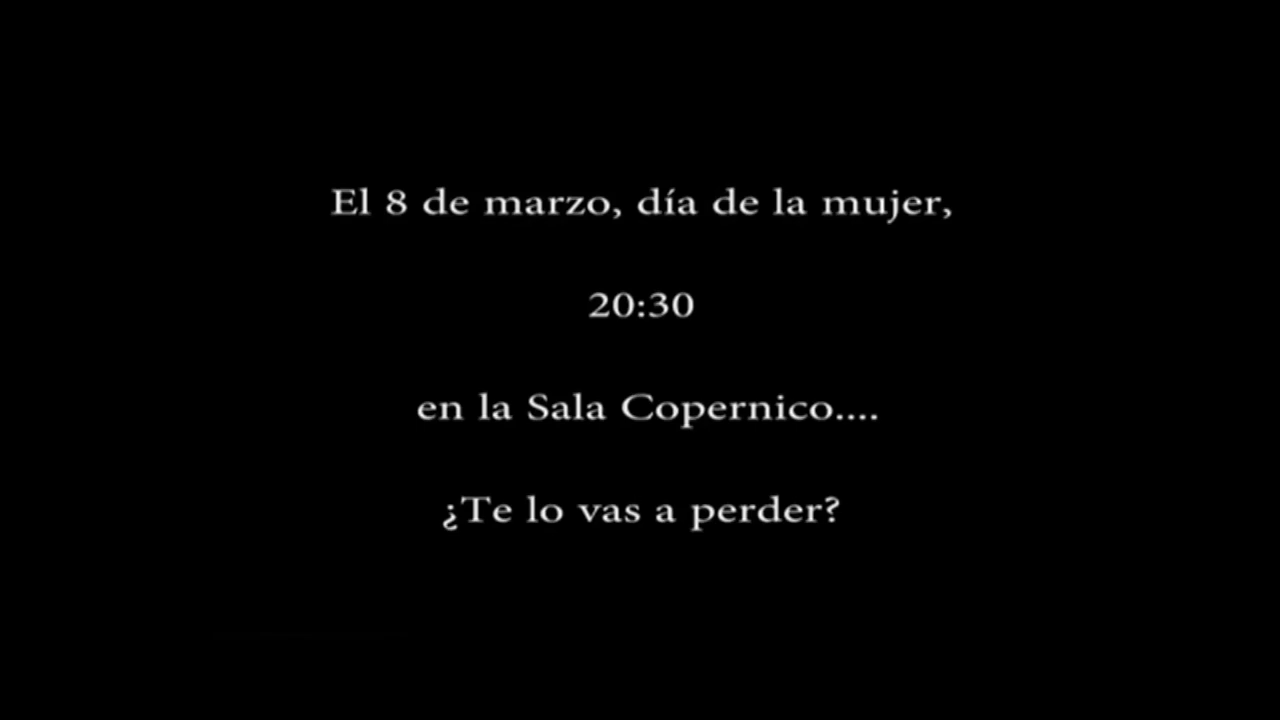 El 8 de marzo, día de la mujer,
20:30
en la Sala Copernico....
¿Te lo vas a perder?